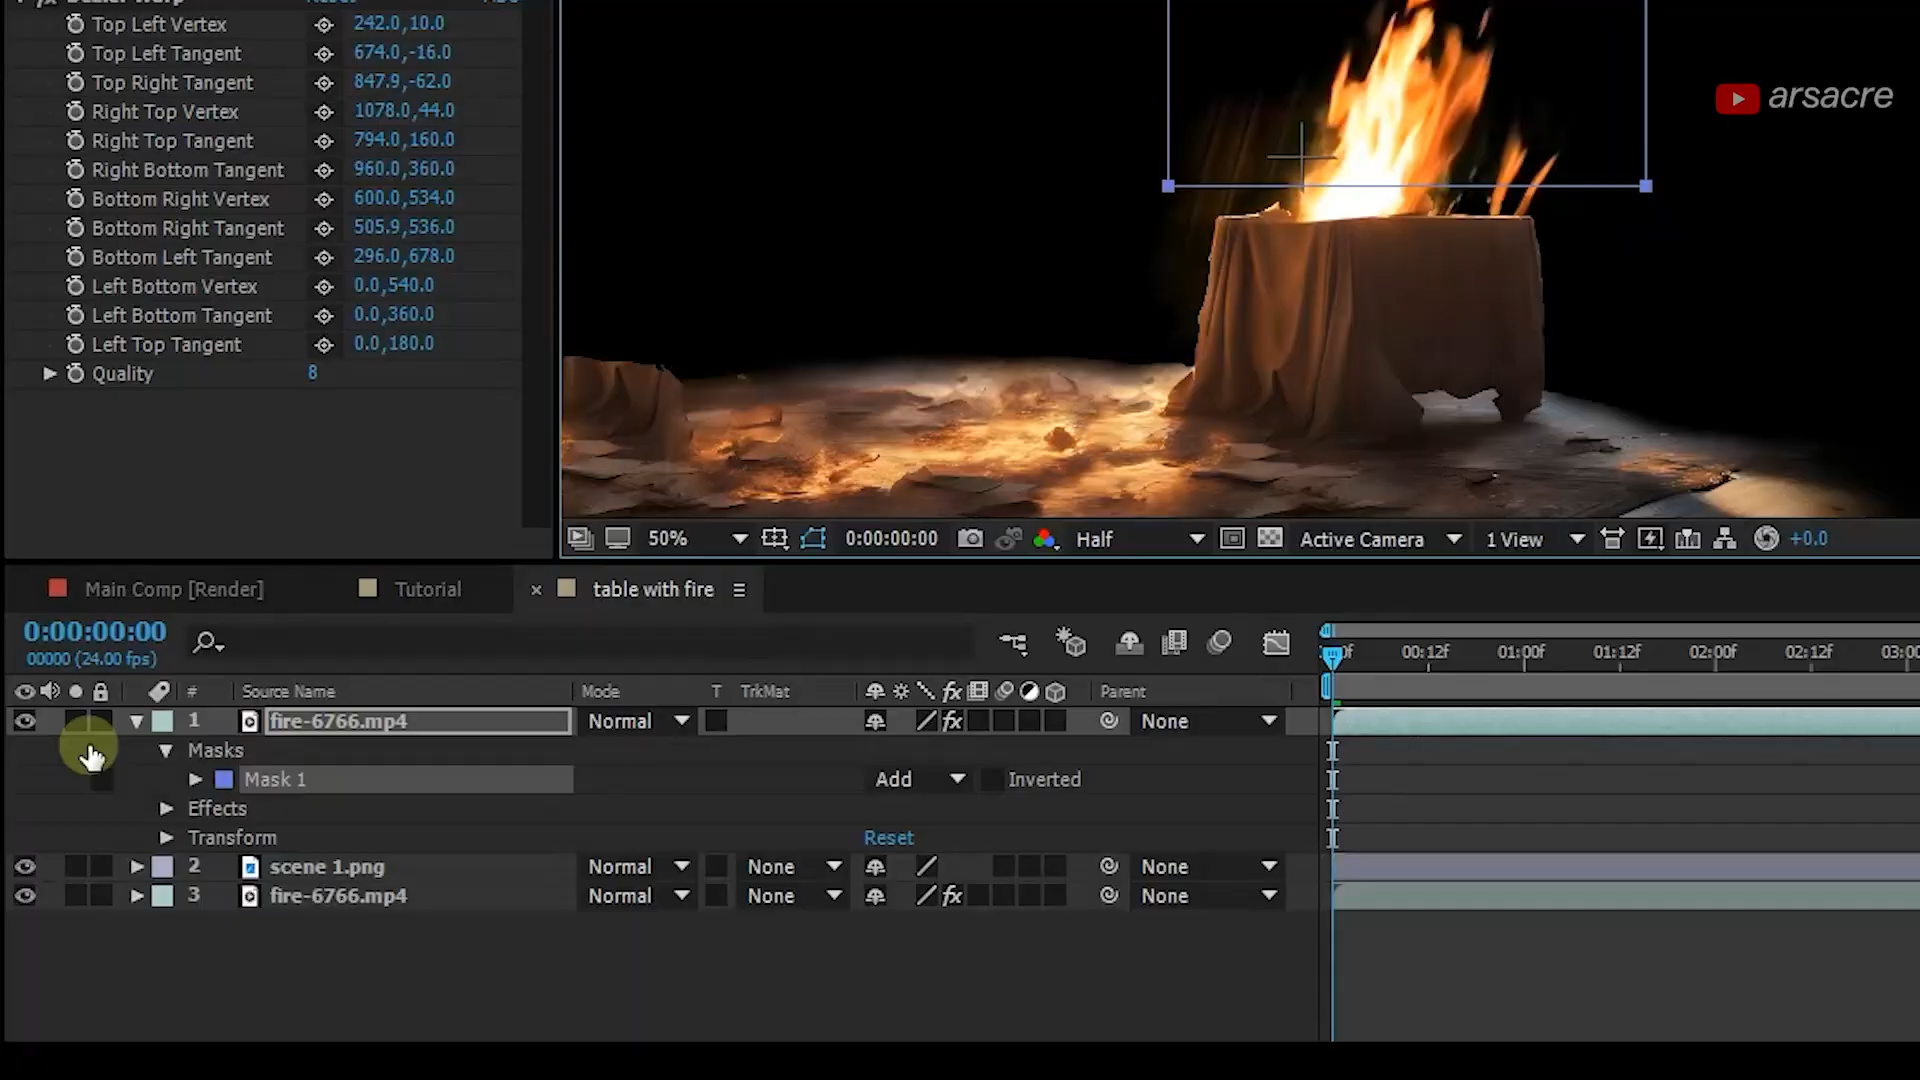 Top Left Vertex 242.0,10.0
Top Left Tangent 674.0,-16.0
Top Right Tangent 847.9,-62.0
Right Top Vertex 1078.0,44.0
Right Top Tangent 794.0,160.0
Right Bottom Tangent 960.0,360.0
Bottom Right Vertex 600.0,534.0
Bottom Right Tangent 505.9,536.0
Bottom Left Tangent 296.0,678.0
Left Bottom Vertex 0.0,540.0
Left Bottom Tangent 0.0,360.0
Left Top Tangent 0.0,180.0
Quality 8
arsacre
50% 0:00:00:00 Half Active Camera 1 View +0.0
Main Comp [Render] Tutorial × table with fire
0:00:00:00
00000 (24.00 fps)
00:12f 01:00f 01:12f 02:00f 02:12f
# Source Name Mode T TrkMat fx Parent
1 fire-6766.mp4 Normal fx None
Masks
Mask 1 Add Inverted
Effects
Transform Reset
2 scene 1.png Normal None None
3 fire-6766.mp4 Normal None fx None